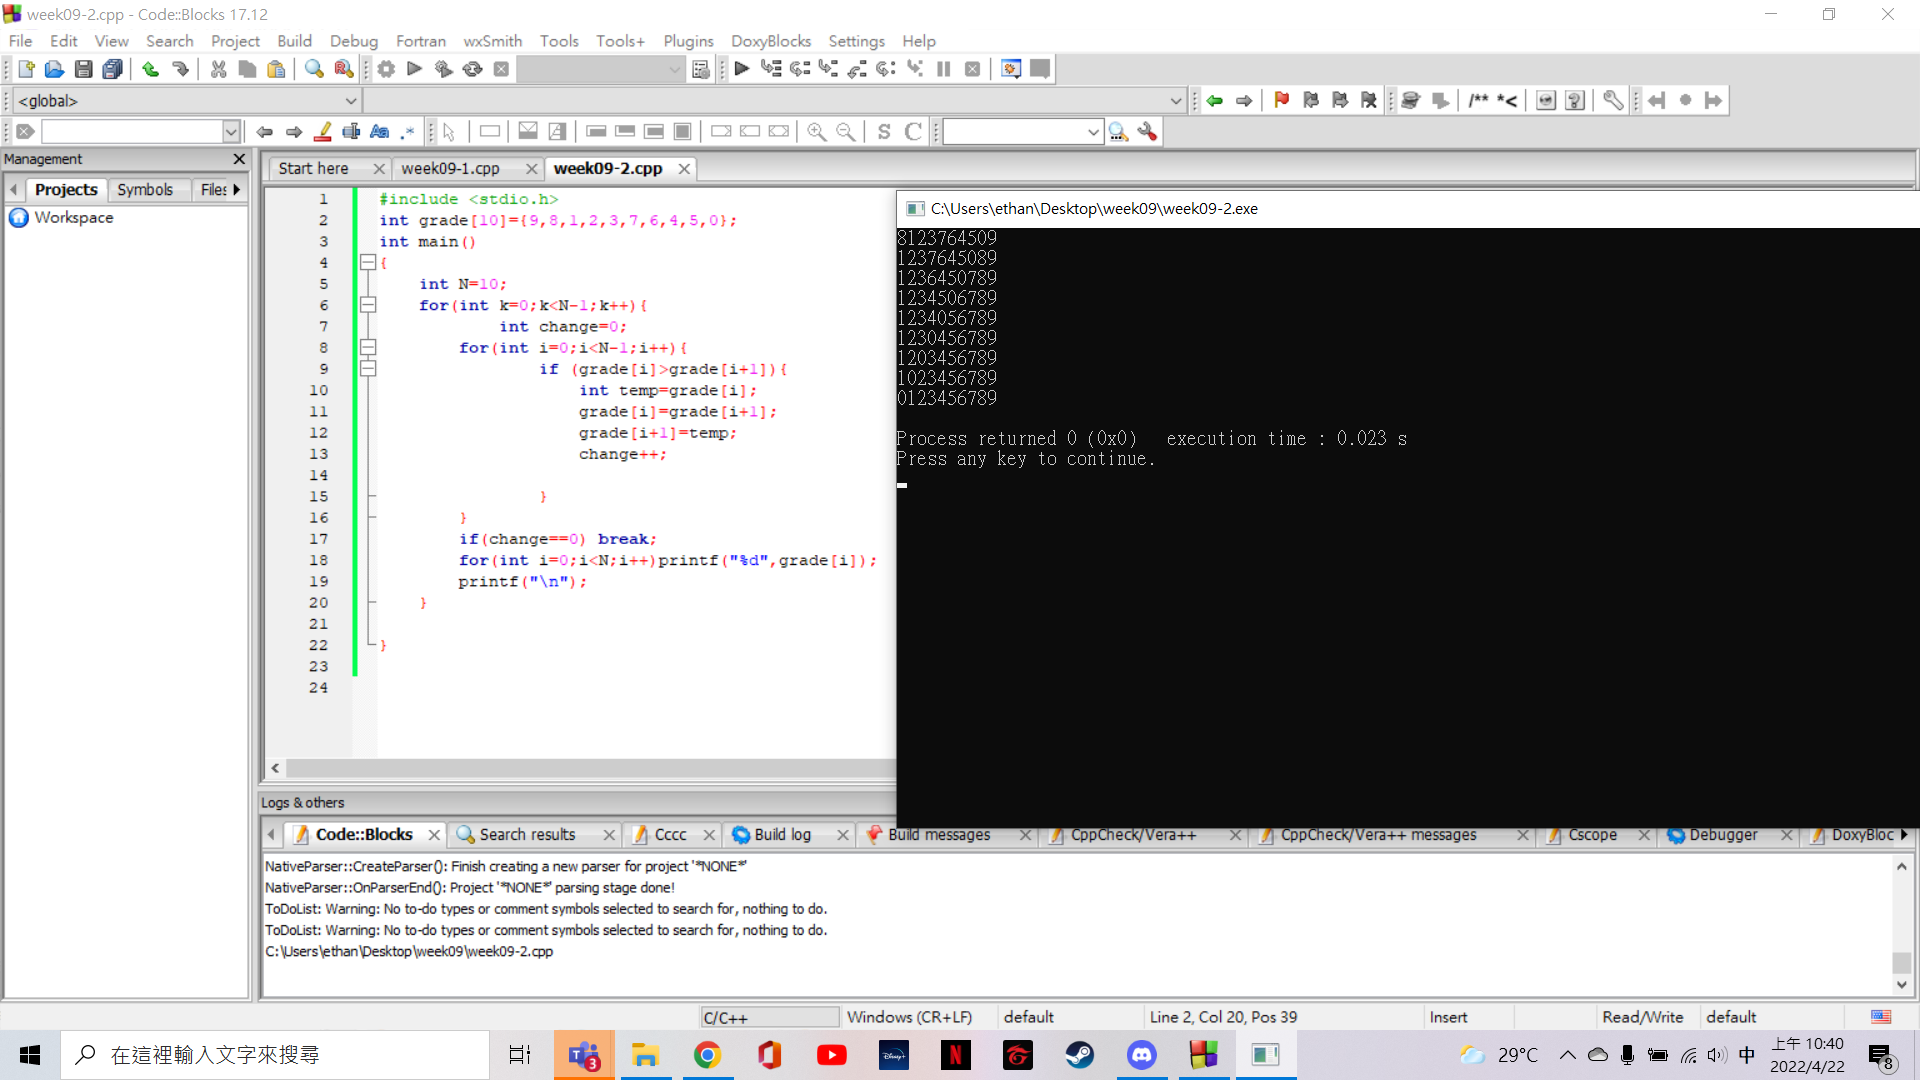 week09-2.cpp - Code::Blocks 17.12
File Edit View Search Project Build Debug Fortran wxSmith Tools Tools+ Plugins DoxyBlocks Settings Help
<global>
/** *<
Management
Projects Symbols Files
Workspace
Start here week09-1.cpp week09-2.cpp
1 #include <stdio.h>
2 int grade[10]={9,8,1,2,3,7,6,4,5,0};
3 int main()
4 {
5 int N=10;
6 for(int k=0;k<N-1;k++){
7 int change=0;
8 for(int i=0;i<N-1;i++){
9 if (grade[i]>grade[i+1]){
10 int temp=grade[i];
11 grade[i]=grade[i+1];
12 grade[i+1]=temp;
13 change++;
14
15 }
16 }
17 if(change==0) break;
18 for(int i=0;i<N;i++)printf("%d",grade[i]);
19 printf("\n");
20 }
21
22 }
23
24
C:\Users\ethan\Desktop\week09\week09-2.exe
8123764509
1237645089
1236450789
1234506789
1234056789
1230456789
1203456789
1023456789
0123456789
Process returned 0 (0x0) execution time : 0.023 s
Press any key to continue.
Logs & others
Code::Blocks Search results Cccc Build log Build messages CppCheck/Vera++ CppCheck/Vera++ messages Cscope Debugger DoxyBloc
NativeParser::CreateParser(): Finish creating a new parser for project '*NONE*'
NativeParser::OnParserEnd(): Project '*NONE*' parsing stage done!
ToDoList: Warning: No to-do types or comment symbols selected to search for, nothing to do.
ToDoList: Warning: No to-do types or comment symbols selected to search for, nothing to do.
C:\Users\ethan\Desktop\week09\week09-2.cpp
C/C++ Windows (CR+LF) default Line 2, Col 20, Pos 39 Insert Read/Write default
在這裡輸入文字來搜尋
3
29°C
中
上午 10:40
2022/4/22
8